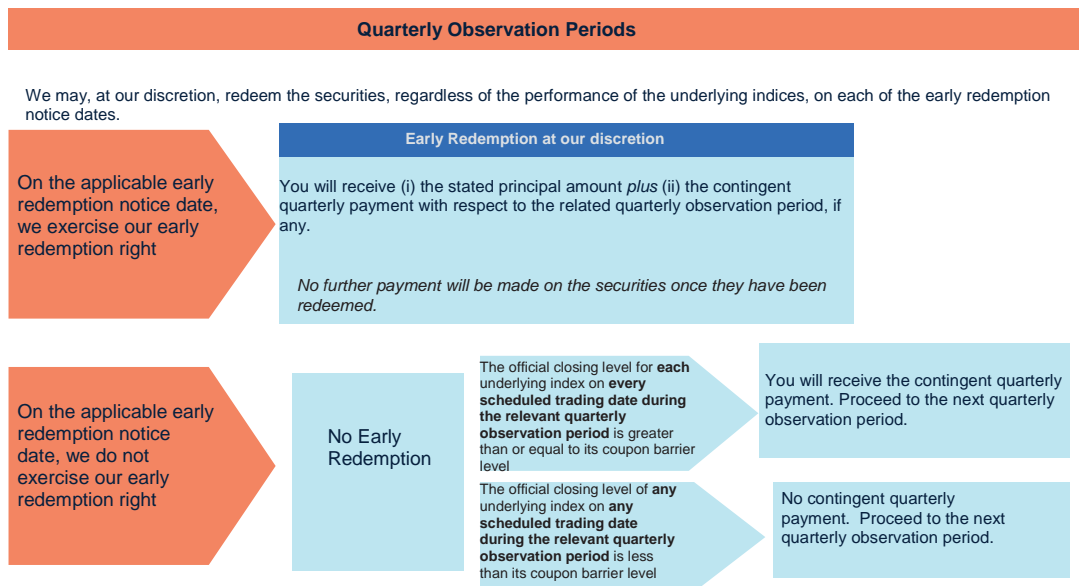 Quarterly Observation Periods
We may, at our discretion, redeem the securities, regardless of the performance of the underlying indices, on each of the early redemption
notice dates.
On the applicable early
redemption notice date,
we exercise our early
redemption right
Early Redemption at our discretion
You will receive (i) the stated principal amount plus (ii) the contingent
quarterly payment with respect to the related quarterly observation period, if
any.
No further payment will be made on the securities once they have been
redeemed.
On the applicable early
redemption notice
date, we do not
exercise our early
redemption right
No Early
Redemption
The official closing level for each
underlying index on every
scheduled trading date during
the relevant quarterly
observation period is greater
than or equal to its coupon barrier
level
You will receive the contingent quarterly
payment. Proceed to the next quarterly
observation period.
The official closing level of any
underlying index on any
scheduled trading date
during the relevant quarterly
observation period is less
than its coupon barrier level
No contingent quarterly
payment.  Proceed to the next
quarterly observation period.